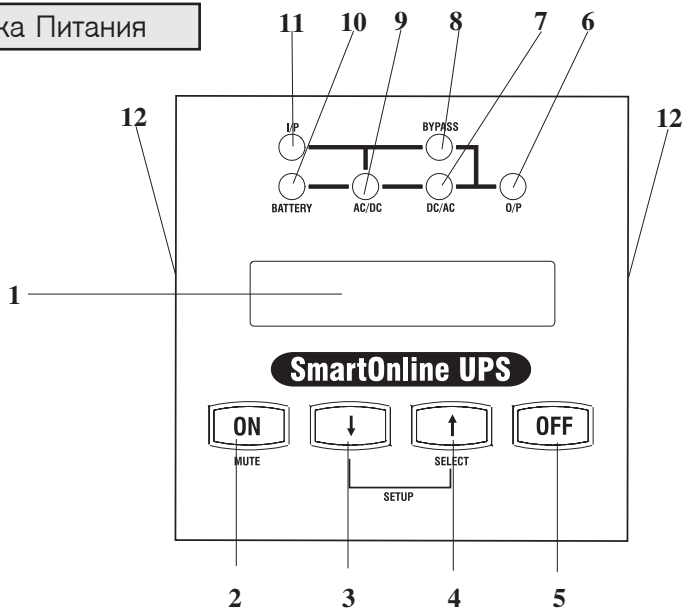 ка Питания
11 10 9 8 7 6
12 12
I/P BYPASS
BATTERY AC/DC DC/AC O/P
1
SmartOnline UPS
ON ↓ ↑ OFF
MUTE SELECT
SETUP
2 3 4 5